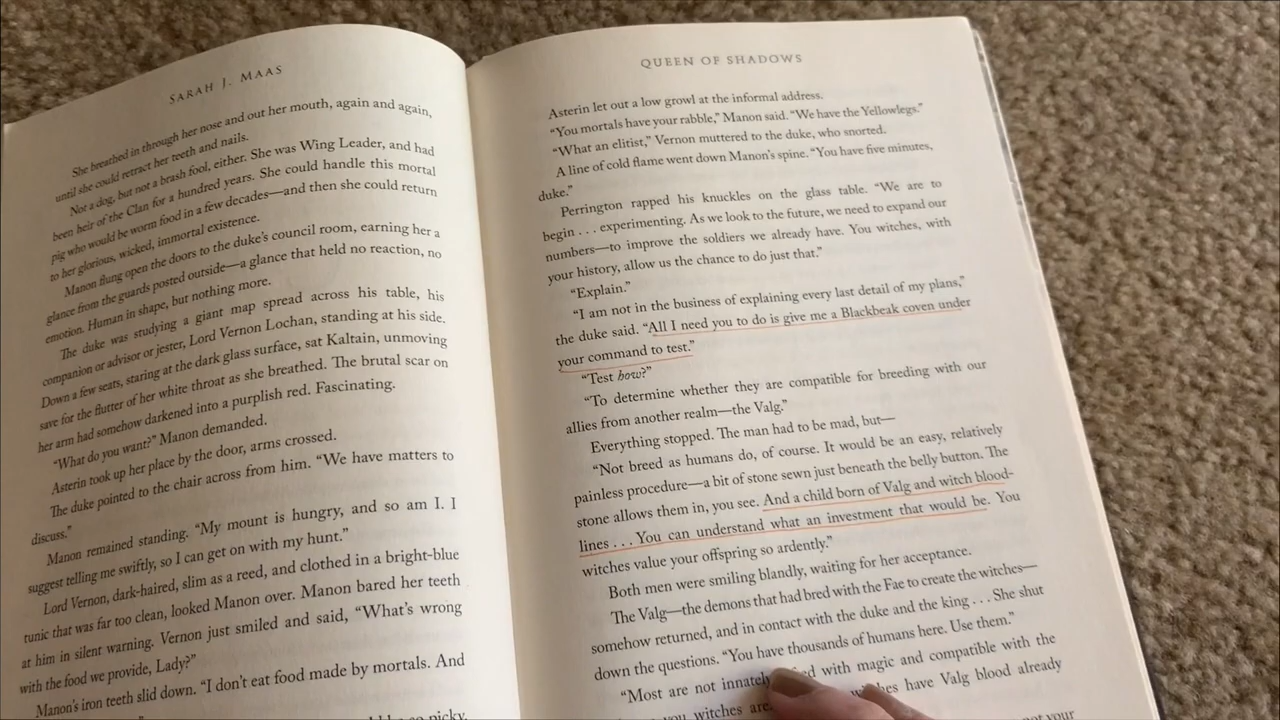 SARAH J. MAAS
She breathed in through her nose and out her mouth, again and again,
until she could retract her teeth and nails.
Not a dog, but not a brash fool, either. She was Wing Leader, and had
been heir of the Clan for a hundred years. She could handle this mortal
pig who would be worm food in a few decades—and then she could return
to her glorious, wicked, immortal existence.
Manon flung open the doors to the duke's council room, earning her a
glance from the guards posted outside—a glance that held no reaction, no
emotion. Human in shape, but nothing more.
The duke was studying a giant map spread across his table, his
companion or advisor or jester, Lord Vernon Lochan, standing at his side.
Down a few seats, staring at the dark glass surface, sat Kaltain, unmoving
save for the flutter of her white throat as she breathed. The brutal scar on
her arm had somehow darkened into a purplish red. Fascinating.
“What do you want?” Manon demanded.
Asterin took up her place by the door, arms crossed.
The duke pointed to the chair across from him. “We have matters to
discuss.”
Manon remained standing. “My mount is hungry, and so am I. I
suggest telling me swiftly, so I can get on with my hunt.”
Lord Vernon, dark-haired, slim as a reed, and clothed in a bright-blue
tunic that was far too clean, looked Manon over. Manon bared her teeth
at him in silent warning. Vernon just smiled and said, “What's wrong
with the food we provide, Lady?”
Manon's iron teeth slid down. “I don't eat food made by mortals. And
picky.
QUEEN OF SHADOWS
Asterin let out a low growl at the informal address.
“You mortals have your rabble,” Manon said. “We have the Yellowlegs.”
“What an elitist,” Vernon muttered to the duke, who snorted.
A line of cold flame went down Manon's spine. “You have five minutes,
duke.”
Perrington rapped his knuckles on the glass table. “We are to
begin . . . experimenting. As we look to the future, we need to expand our
numbers—to improve the soldiers we already have. You witches, with
your history, allow us the chance to do just that.”
“Explain.”
“I am not in the business of explaining every last detail of my plans,”
the duke said. “All I need you to do is give me a Blackbeak coven under
your command to test.”
“Test how?”
“To determine whether they are compatible for breeding with our
allies from another realm—the Valg.”
Everything stopped. The man had to be mad, but—
“Not breed as humans do, of course. It would be an easy, relatively
painless procedure—a bit of stone sewn just beneath the belly button. The
stone allows them in, you see. And a child born of Valg and witch blood-
lines . . . You can understand what an investment that would be. You
witches value your offspring so ardently.”
Both men were smiling blandly, waiting for her acceptance.
The Valg—the demons that had bred with the Fae to create the witches—
somehow returned, and in contact with the duke and the king . . . She shut
down the questions. “You have thousands of humans here. Use them.”
“Most are not innately with magic and compatible with the
you witches are have Valg blood already
not your